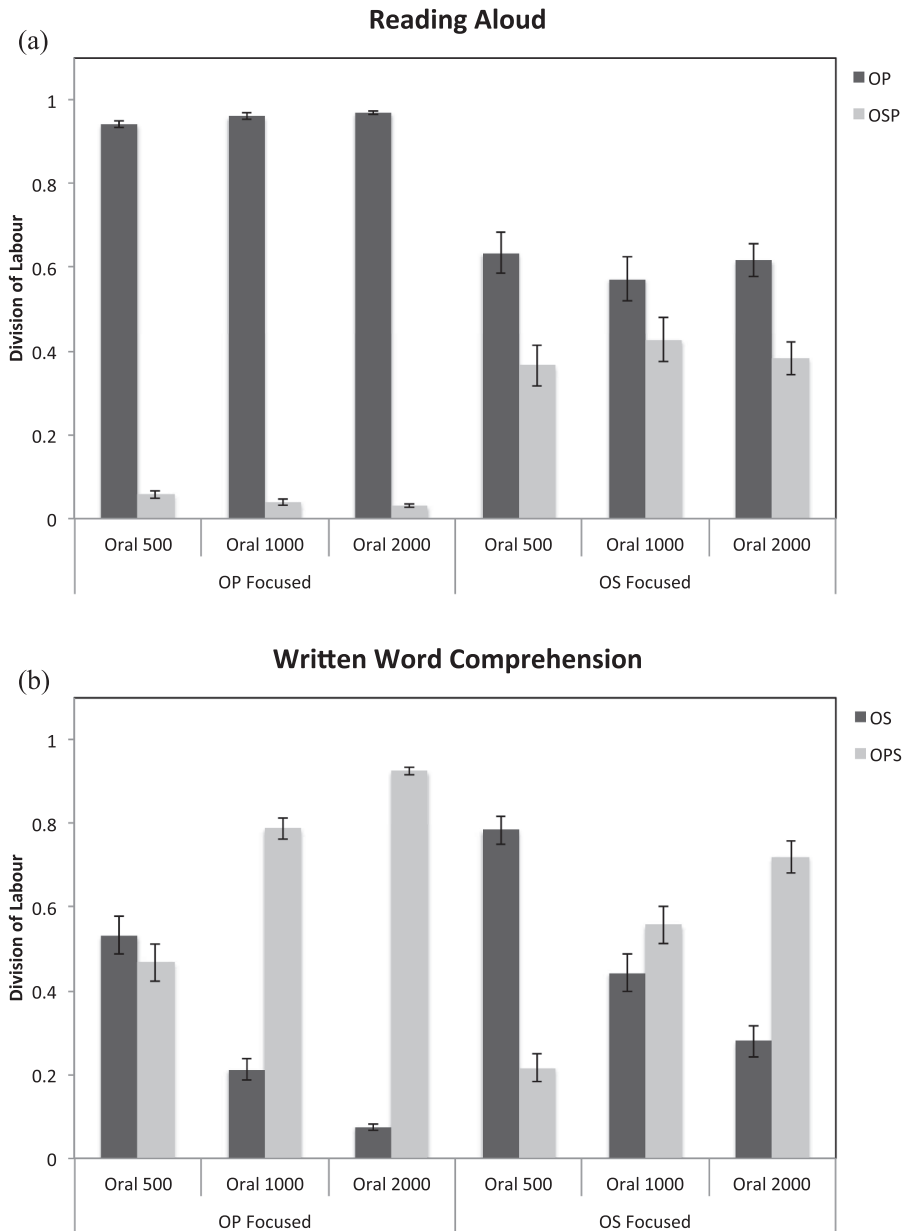 Reading Aloud
(a)
OP
OSP
Division of Labour
1
0.8
0.6
0.4
0.2
0
Oral 500 Oral 1000 Oral 2000 Oral 500 Oral 1000 Oral 2000
OP Focused OS Focused
Written Word Comprehension
(b)
OS
OPS
Division of Labour
1
0.8
0.6
0.4
0.2
0
Oral 500 Oral 1000 Oral 2000 Oral 500 Oral 1000 Oral 2000
OP Focused OS Focused